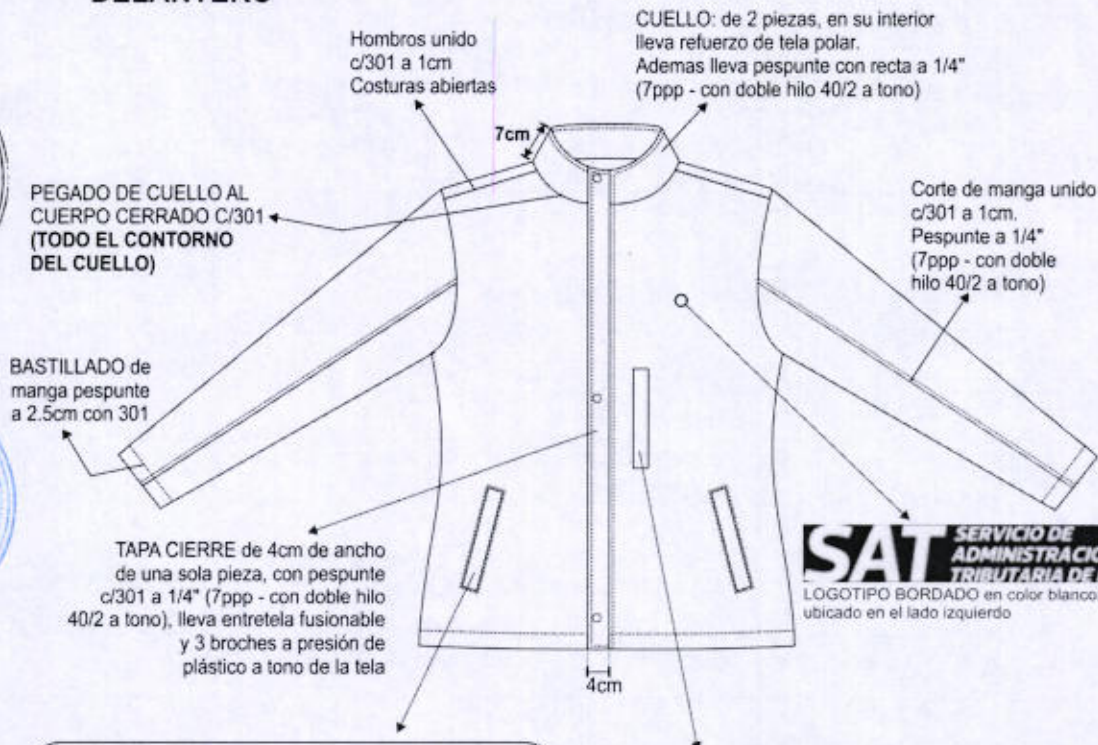 DELANTERO
Hombros unido
c/301 a 1cm
Costuras abiertas
CUELLO: de 2 piezas, en su interior
lleva refuerzo de tela polar.
Ademas lleva pespunte con recta a 1/4"
(7ppp - con doble hilo 40/2 a tono)
7cm
PEGADO DE CUELLO AL
CUERPO CERRADO C/301
(TODO EL CONTORNO
DEL CUELLO)
Corte de manga unido
c/301 a 1cm.
Pespunte a 1/4"
(7ppp - con doble
hilo 40/2 a tono)
BASTILLADO de
manga pespunte
a 2.5cm con 301
TAPA CIERRE de 4cm de ancho
de una sola pieza, con pespunte
c/301 a 1/4" (7ppp - con doble hilo
40/2 a tono), lleva entretela fusionable
y 3 broches a presión de
plástico a tono de la tela
4cm
SAT SERVICIO DE
ADMINISTRACIO
TRIBUTARIA DE
LOGOTIPO BORDADO en color blanco
ubicado en el lado izquierdo